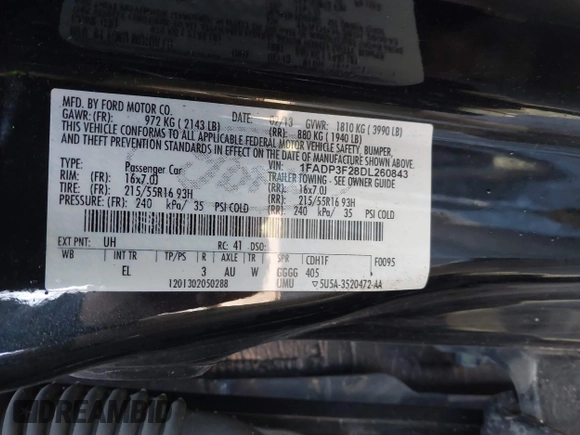 MFD. BY FORD MOTOR CO.
/13 GVWR: 1810 KG ( 3990 LB)
GAWR: (FR): 972 KG ( 2143 LB) (RR): 880 KG ( 1940 LB)
THIS VEHICLE CONFORMS TO ALL APPLICABLE FEDERAL MOTOR VEHICLE SAFETY, BUMPER,
AND THEFT PREVENTION STANDARDS IN EFFECT ON THE DATE OF MANUFACTURE SHOWN ABOVE
VIN: 1FADP3F28DL260843
TYPE: Passenger Car TRAILER TOWING - SEE OWNER GUIDE
RIM: (FR): 16x7.0J (RR): 16x7.0J
TIRES: (FR): 215/55R16 93H (RR): 215/55R16 93H
PRESSURE: (FR): 240 kPa/ 35 PSI COLD (RR): 240 kPa/ 35 PSI COLD
EXT PNT: UH RC: 41 DSO:
WB INT TR TP/PS R AXLE TR SPR CDH1F F0095
EL 3 AU W GGGG 405
1201302050288 UMU 5U5A-3520472-AA
DREAMBID